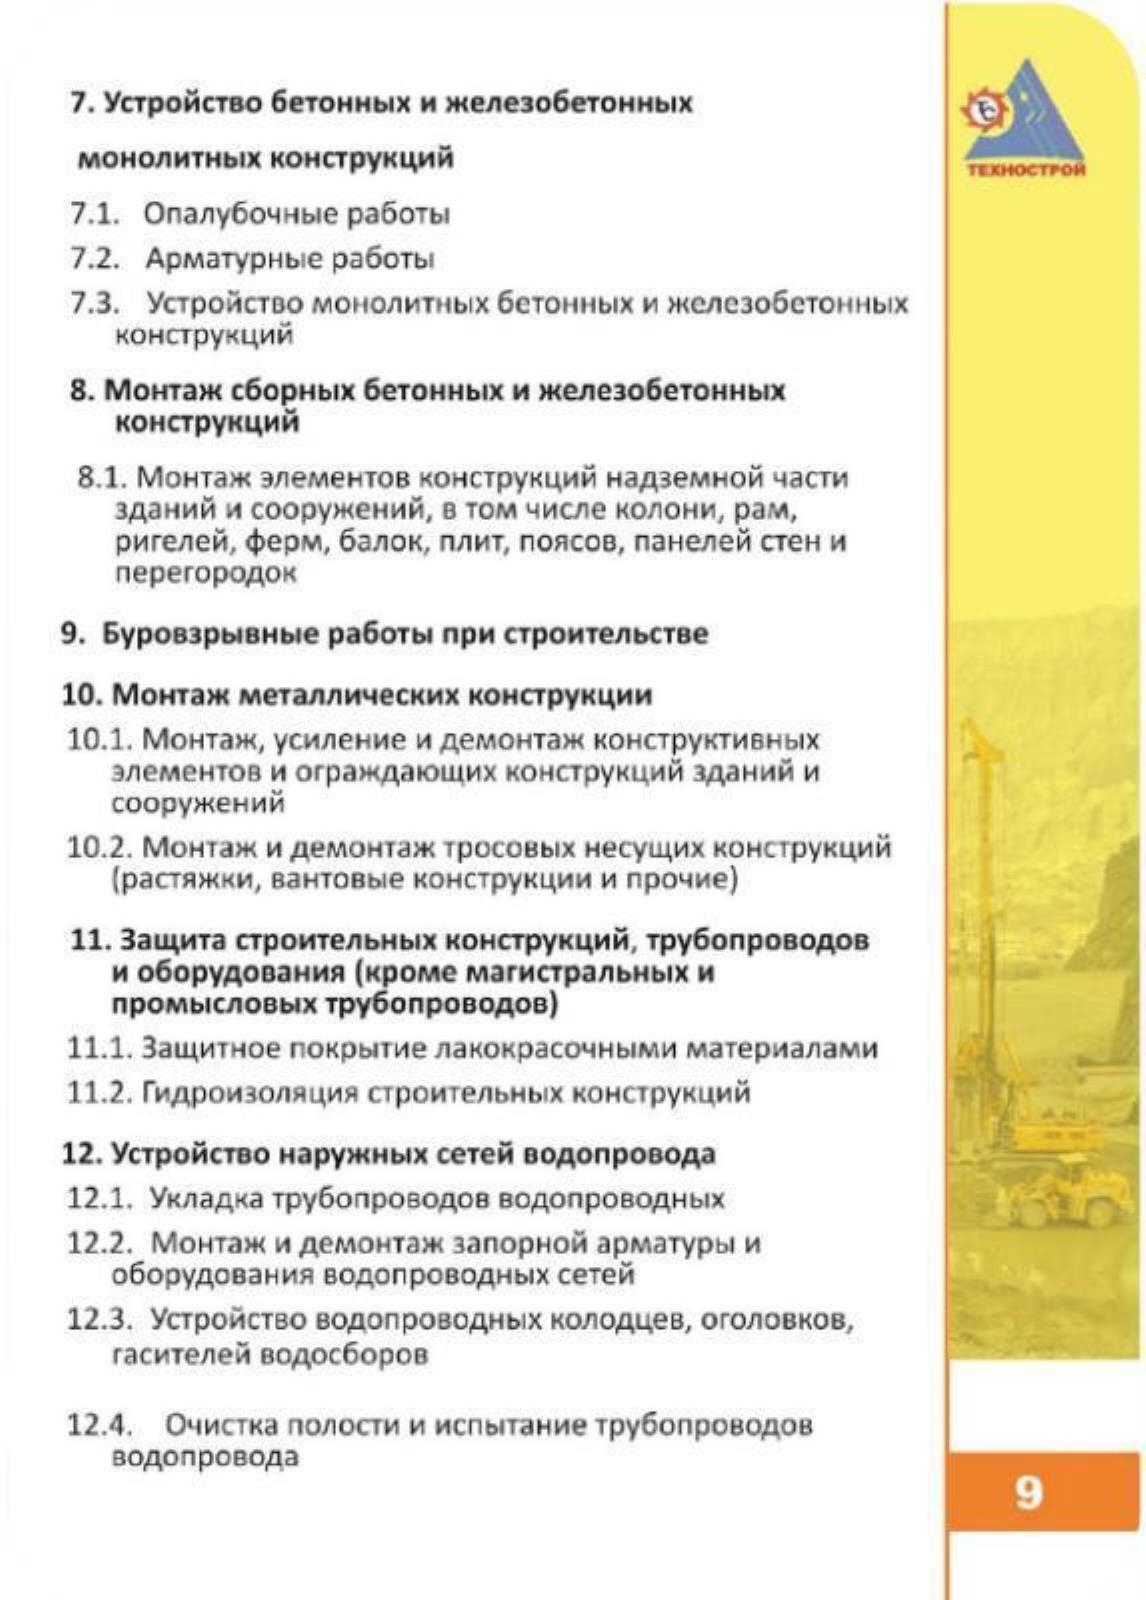 7. Устройство бетонных и железобетонных
монолитных конструкций
7.1. Опалубочные работы
7.2. Арматурные работы
7.3. Устройство монолитных бетонных и железобетонных
конструкций
8. Монтаж сборных бетонных и железобетонных
конструкций
8.1. Монтаж элементов конструкций надземной части
зданий и сооружений, в том числе колони, рам,
ригелей, ферм, балок, плит, поясов, панелей стен и
перегородок
9. Буровзрывные работы при строительстве
10. Монтаж металлических конструкции
10.1. Монтаж, усиление и демонтаж конструктивных
элементов и ограждающих конструкций зданий и
сооружений
10.2. Монтаж и демонтаж тросовых несущих конструкций
(растяжки, вантовые конструкции и прочие)
11. Защита строительных конструкций, трубопроводов
и оборудования (кроме магистральных и
промысловых трубопроводов)
11.1. Защитное покрытие лакокрасочными материалами
11.2. Гидроизоляция строительных конструкций
12. Устройство наружных сетей водопровода
12.1. Укладка трубопроводов водопроводных
12.2. Монтаж и демонтаж запорной арматуры и
оборудования водопроводных сетей
12.3. Устройство водопроводных колодцев, оголовков,
гасителей водосборов
12.4. Очистка полости и испытание трубопроводов
водопровода
ТС
ТЕХНОСТРОЙ
9